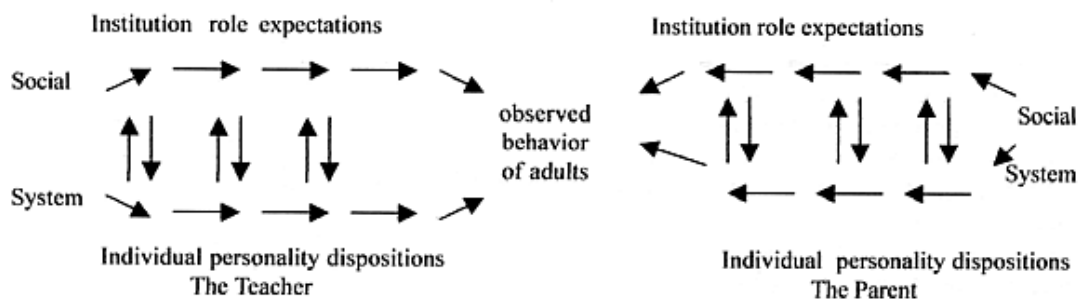 Institution role expectations
Social
System
Individual personality dispositions
The Teacher
observed
behavior
of adults
Institution role expectations
Social
System
Individual personality dispositions
The Parent